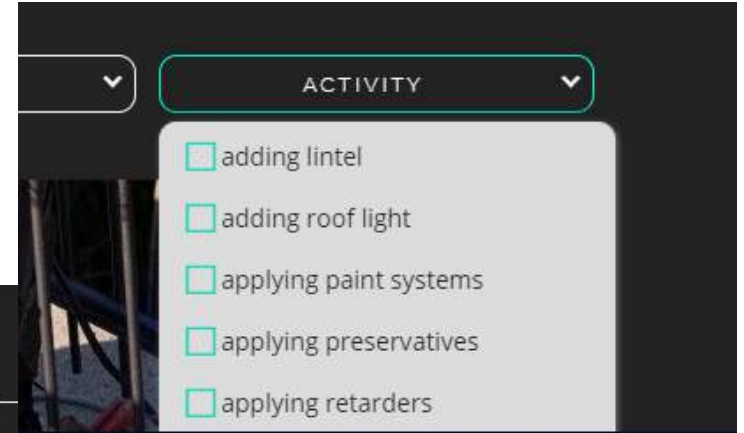 ACTIVITY
adding lintel
adding roof light
applying paint systems
applying preservatives
applying retarders